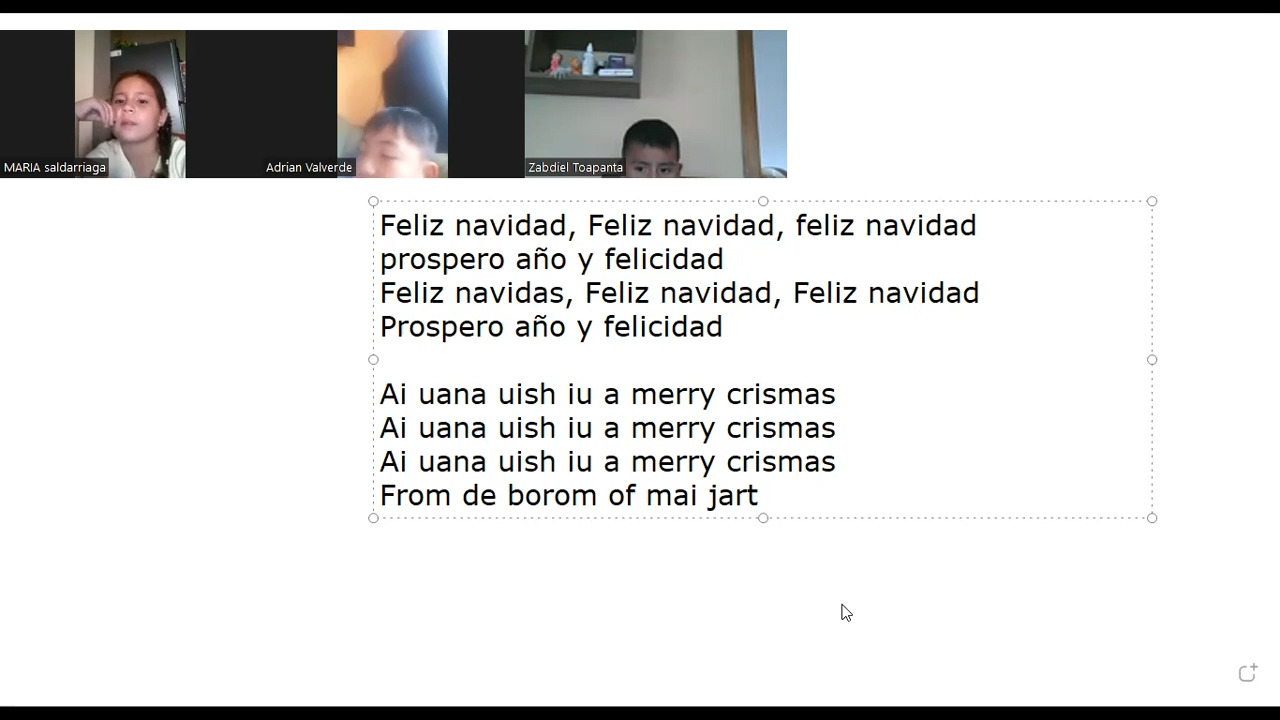 MARIA saldarriaga
Adrian Valverde
Zabdiel Toapanta
Feliz navidad, Feliz navidad, feliz navidad
prospero año y felicidad
Feliz navidas, Feliz navidad, Feliz navidad
Prospero año y felicidad
Ai uana uish iu a merry crismas
Ai uana uish iu a merry crismas
Ai uana uish iu a merry crismas
From de borom of mai jart